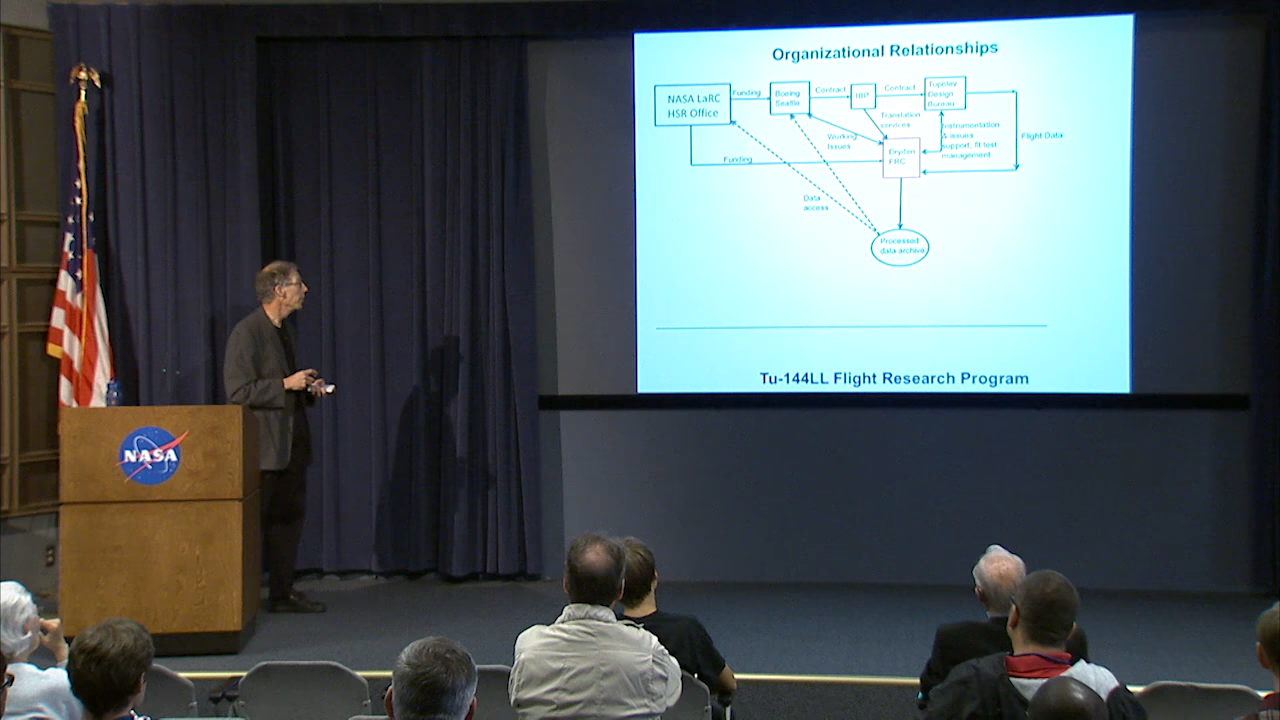 Organizational Relationships
NASA LaRC
HSR Office
Funding
Boeing
Seattle
Contract
IBP
Contract
Tupolev
Design
Bureau
Translation
services
Instrumentation
& issues
support, flt test
management
Flight Data
Working
Issues
Dryden
FRC
Funding
Data
access
Processed
data archive
Tu-144LL Flight Research Program
NASA